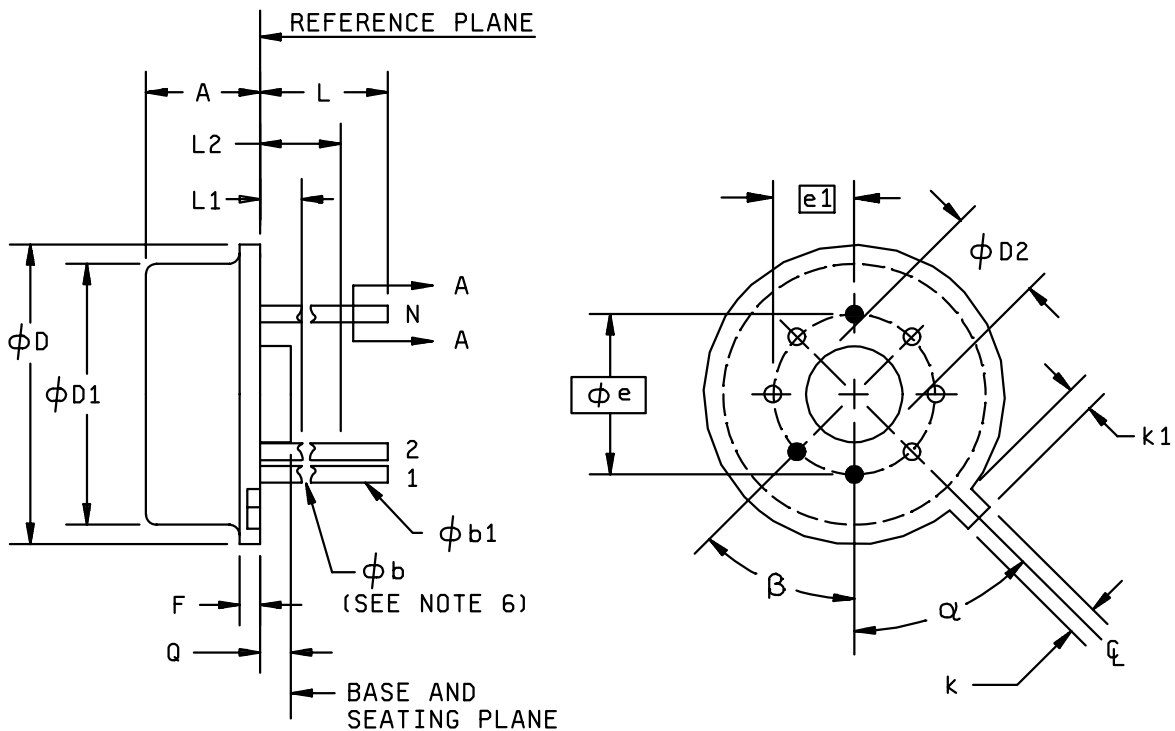 REFERENCE PLANE
A
L
L2
L1
e1
ϕD2
A
N
A
ϕD
ϕD1
ϕe
k1
2
1
ϕb1
ϕb
(SEE NOTE 6)
F
β
α
Q
℄
k
BASE AND
SEATING PLANE